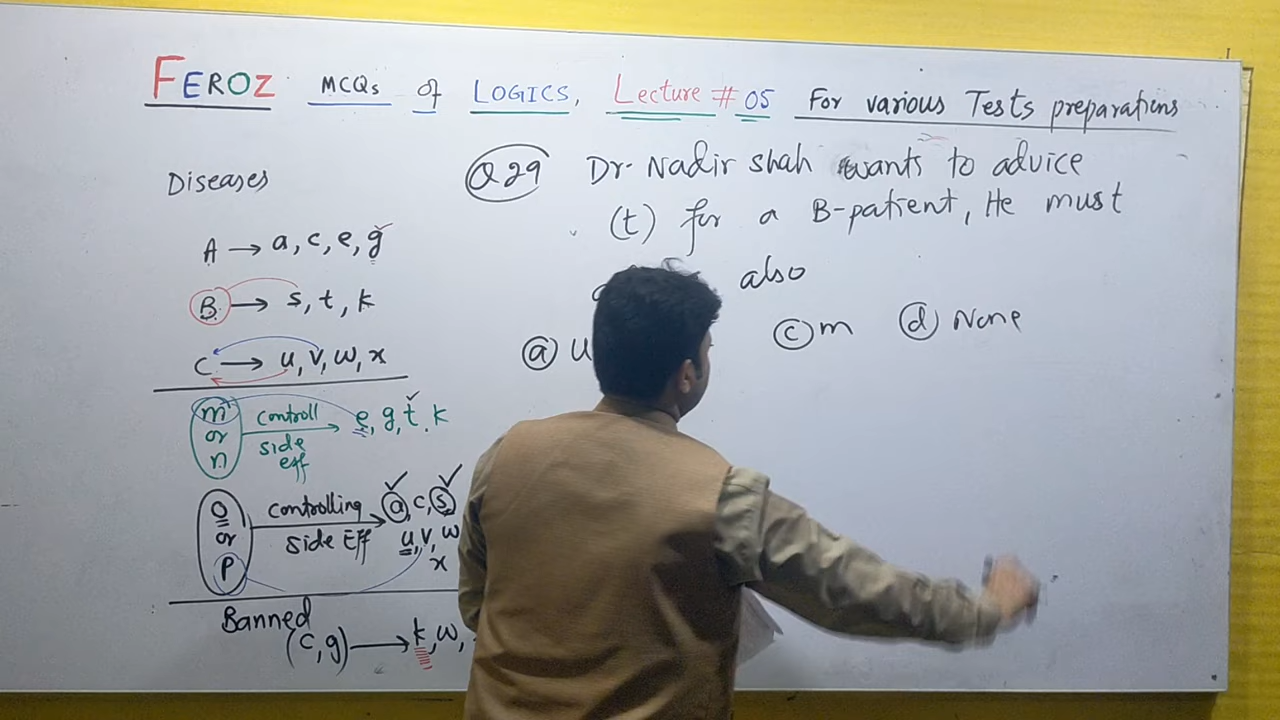 FEROZ MCQs of LOGICS, Lecture # 05 For various Tests preparations
Diseases
A → a, c, e, g
B → s, t, k
C → u, v, w, x
m or n controll side eff → e, g, t, k
O or P controlling side Eff → a, c, s, u, v, w x
Banned
(c, g) → k, w,
Q 29 Dr. Nadir shah wants to advice
(t) for a B-patient, He must
also
(a) u (c) m (d) None